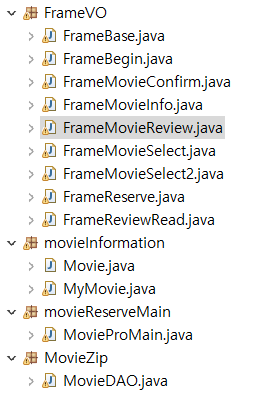 FrameVO
FrameBase.java
FrameBegin.java
FrameMovieConfirm.java
FrameMovieInfo.java
FrameMovieReview.java
FrameMovieSelect.java
FrameMovieSelect2.java
FrameReserve.java
FrameReviewRead.java
movieInformation
Movie.java
MyMovie.java
movieReserveMain
MovieProMain.java
MovieZip
MovieDAO.java